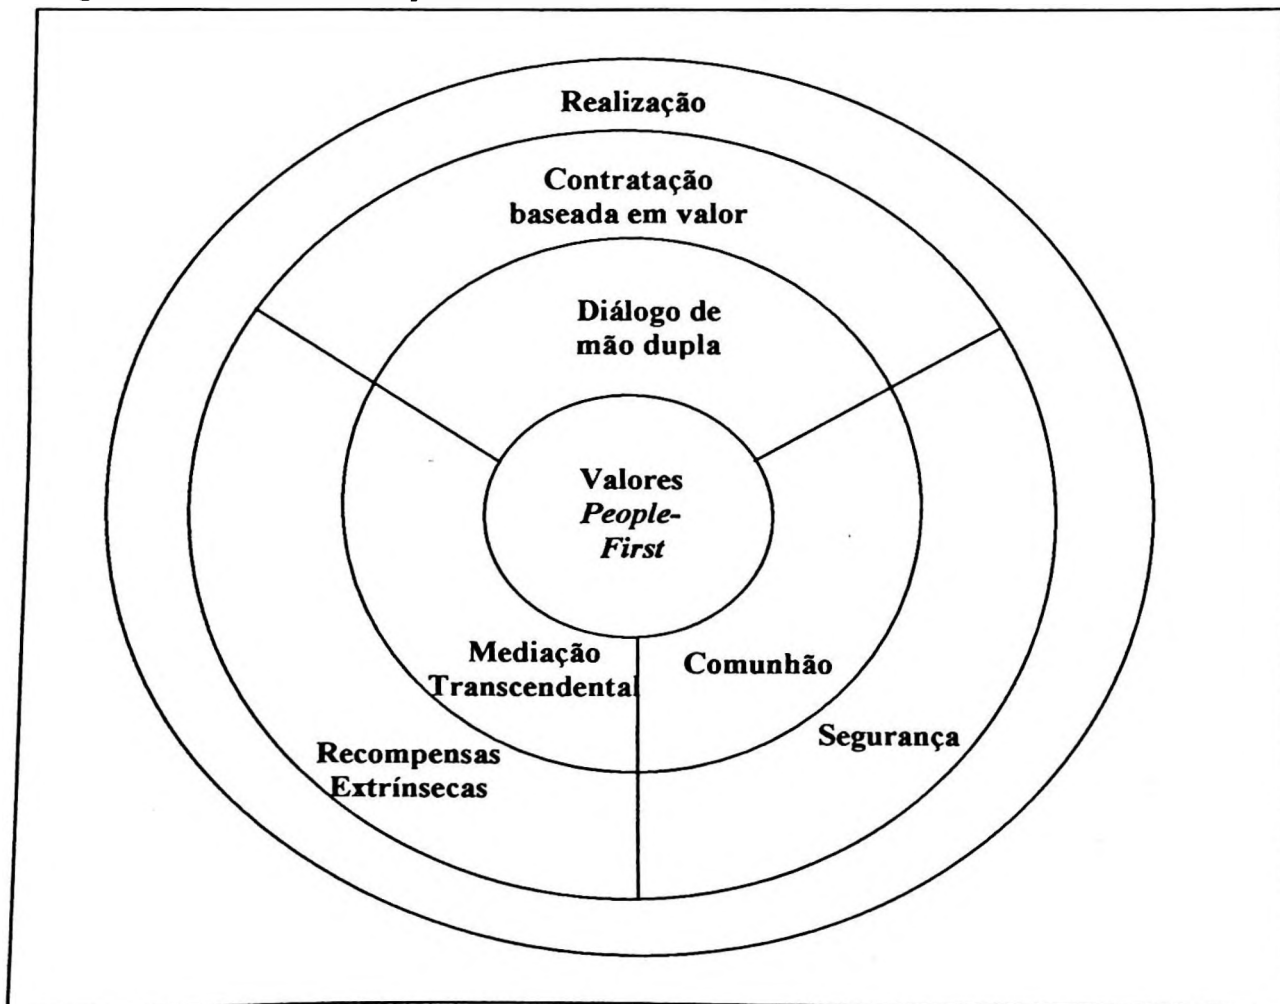 Realização
Contratação
baseada em valor
Diálogo de
mão dupla
Valores
People-
First
Mediação
Transcendental
Comunhão
Segurança
Recompensas
Extrínsecas